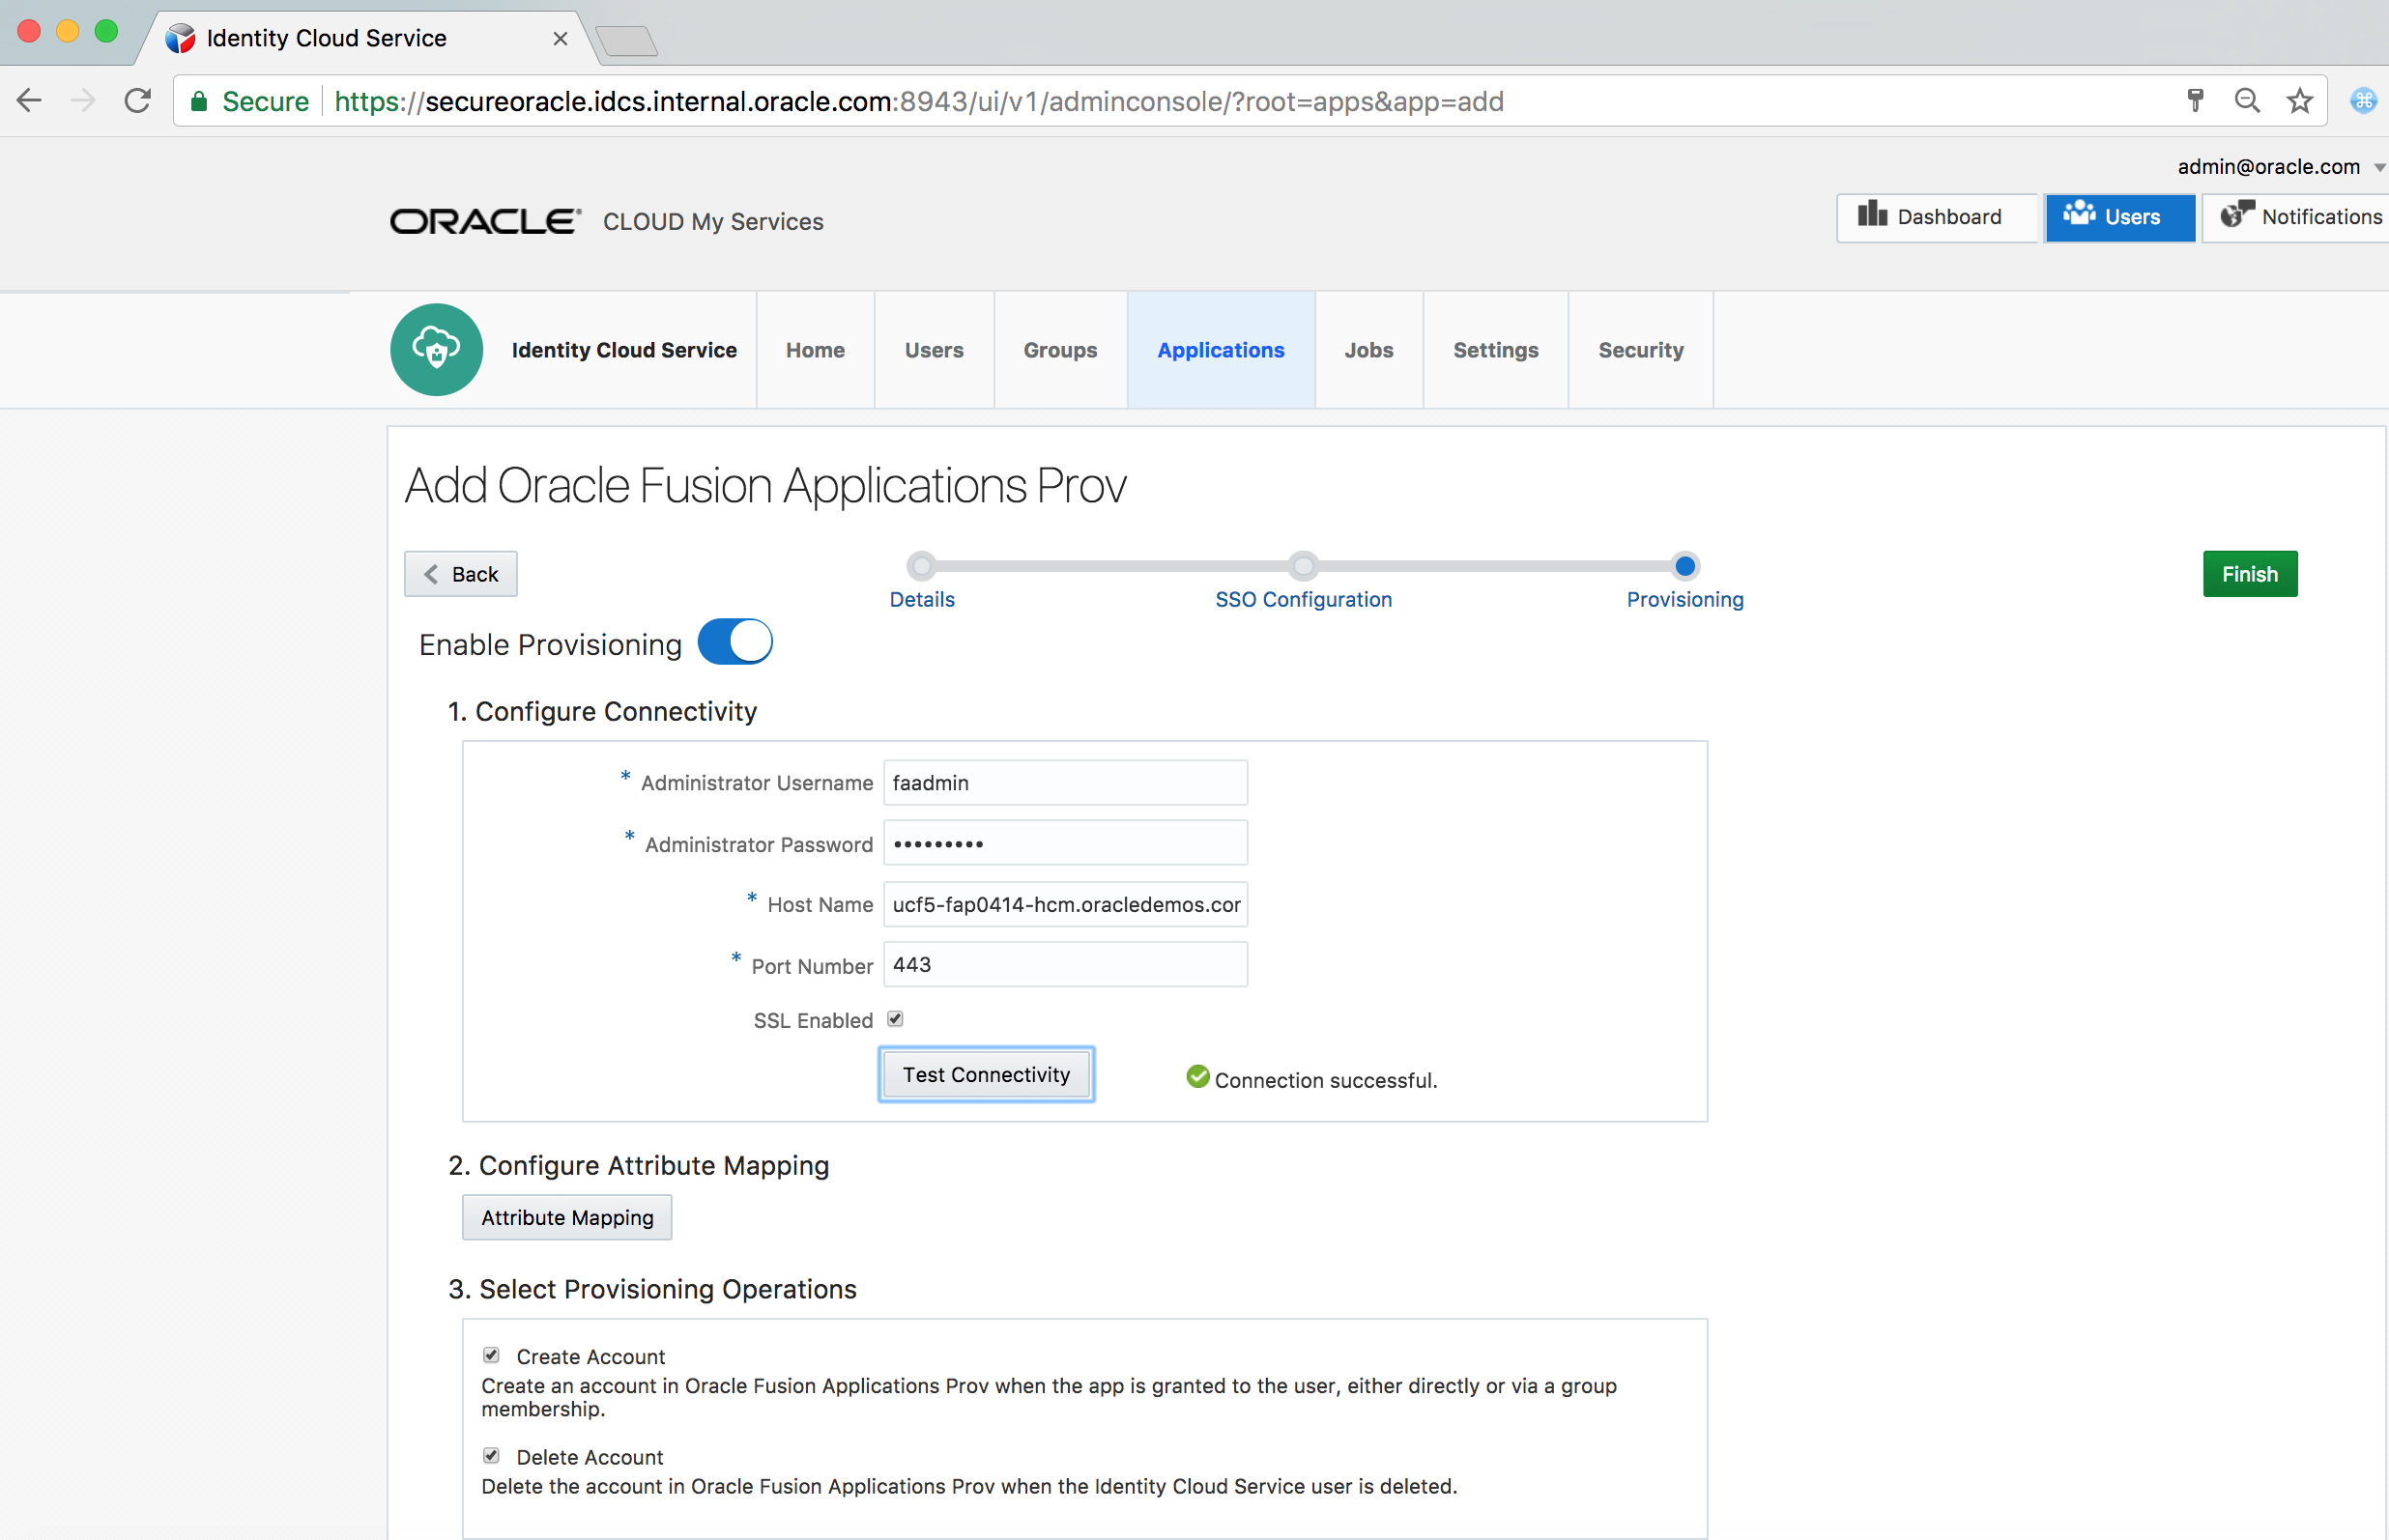 Identity Cloud Service
Secure https://secureoracle.idcs.internal.oracle.com:8943/ui/v1/adminconsole/?root=apps&app=add
admin@oracle.com
ORACLE® CLOUD My Services
Dashboard Users Notifications
Identity Cloud Service Home Users Groups Applications Jobs Settings Security
Add Oracle Fusion Applications Prov
Back
Details SSO Configuration Provisioning
Finish
Enable Provisioning
1. Configure Connectivity
* Administrator Username faadmin
* Administrator Password •••••••••
* Host Name ucf5-fap0414-hcm.oracledemos.cor
* Port Number 443
SSL Enabled
Test Connectivity Connection successful.
2. Configure Attribute Mapping
Attribute Mapping
3. Select Provisioning Operations
Create Account
Create an account in Oracle Fusion Applications Prov when the app is granted to the user, either directly or via a group
membership.
Delete Account
Delete the account in Oracle Fusion Applications Prov when the Identity Cloud Service user is deleted.